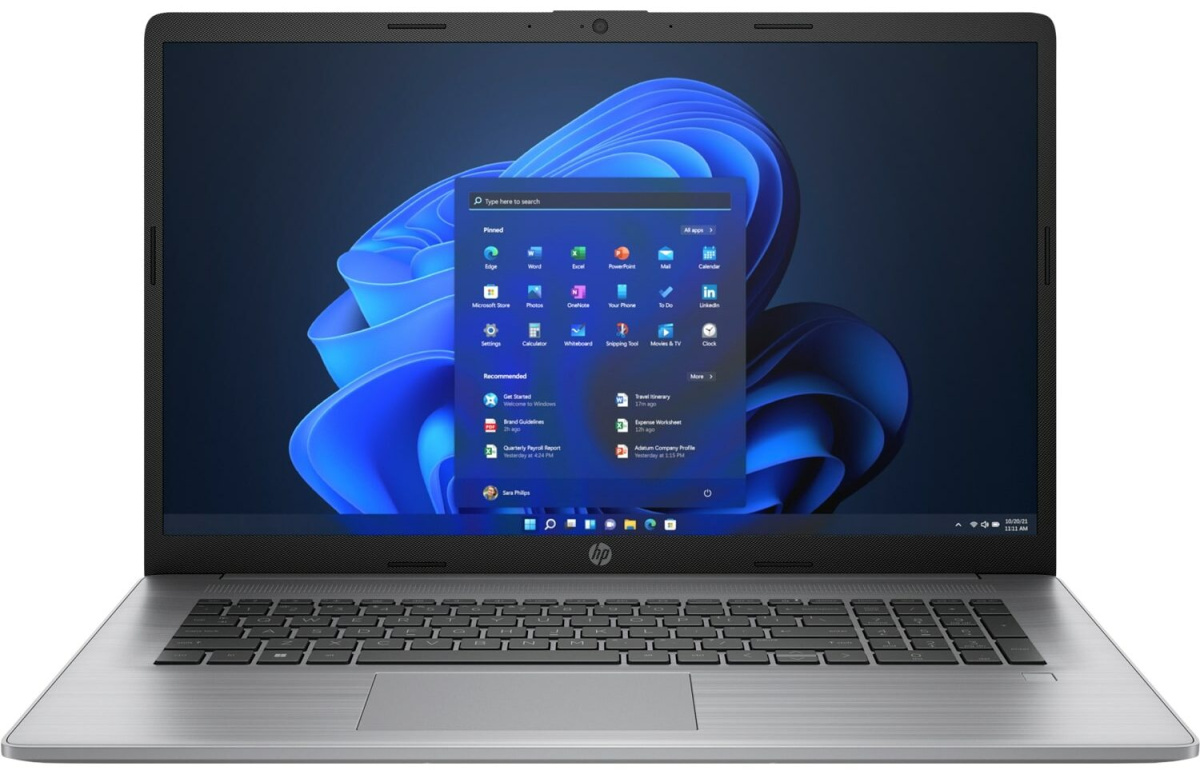 Type here to search
Pinned
All apps >
Edge
Word
Excel
PowerPoint
Mail
Calendar
Microsoft Store
Photos
OneNote
Your Phone
To Do
LinkedIn
Settings
Calculator
Whiteboard
Snipping Tool
Movies & TV
Clock
Recommended
More >
Get Started
Welcome to Windows
Travel Itinerary
17m ago
Brand Guidelines
2h ago
Expense Worksheet
12h ago
Quarterly Payroll Report
Yesterday at 4:24 PM
Adatum Company Profile
Yesterday at 1:15 PM
Sara Philips
10/20/21
11:11 AM
hp
Q W E R T Y U I O P
A S D F G H J K L
Z X C V B N M